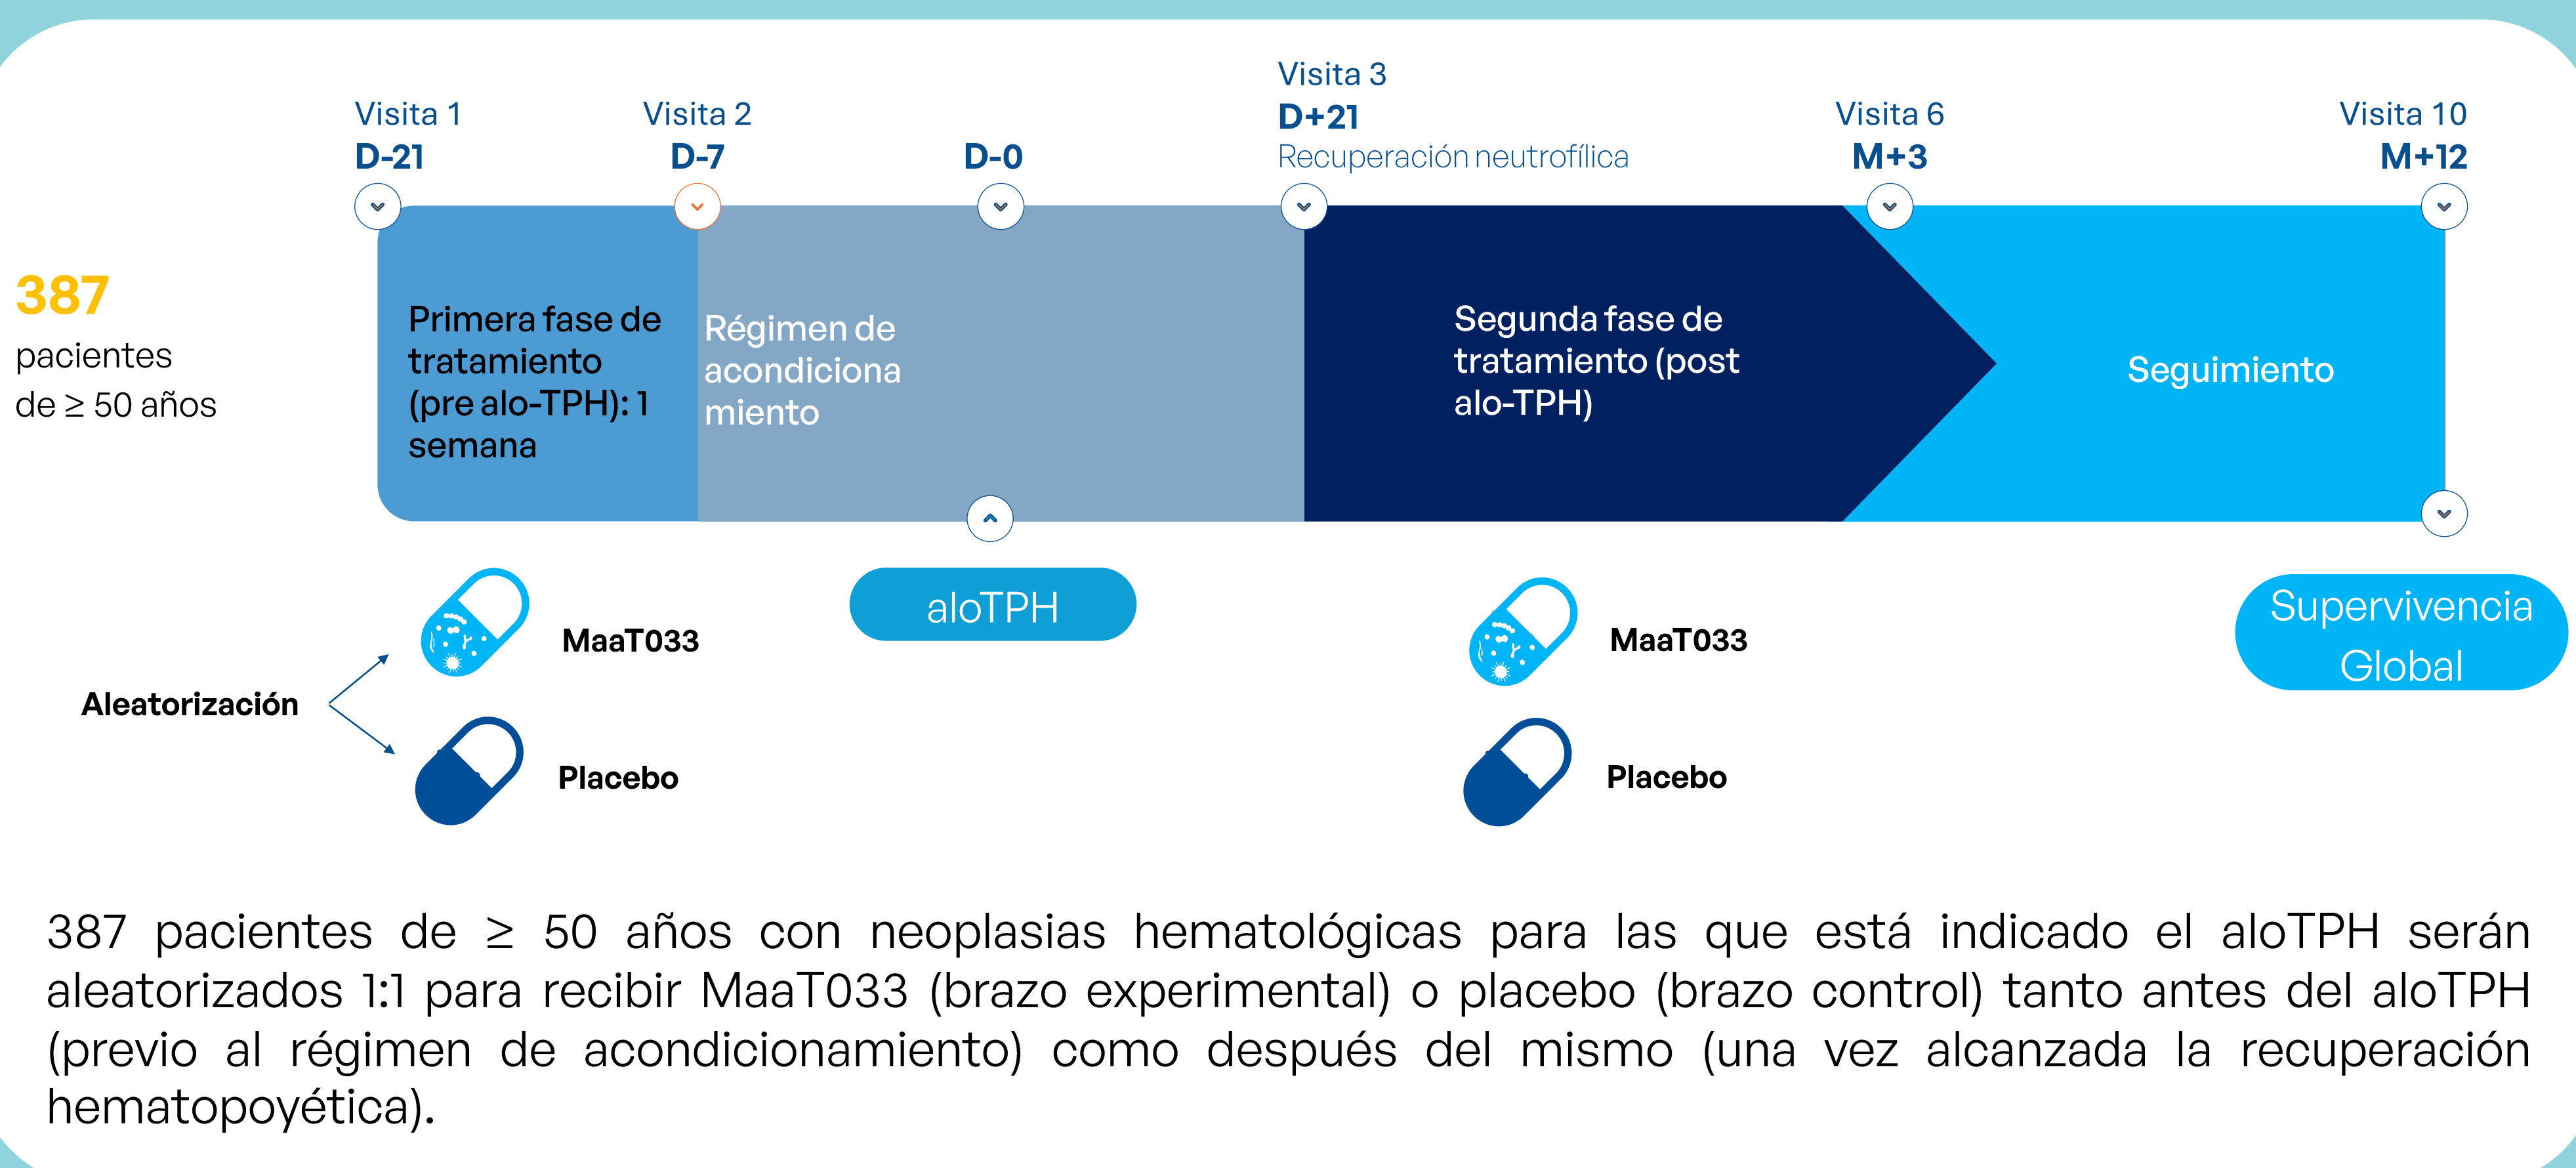 Visita 1
D-21
Visita 2
D-7
D-0
Visita 3
D+21
Recuperación neutrofílica
Visita 6
M+3
Visita 10
M+12
387
pacientes
de ≥ 50 años
Primera fase de
tratamiento
(pre alo-TPH): 1
semana
Régimen de
acondiciona
miento
Segunda fase de
tratamiento (post
alo-TPH)
Seguimiento
aloTPH
Supervivencia
Global
Aleatorización
MaaT033
Placebo
MaaT033
Placebo
387 pacientes de ≥ 50 años con neoplasias hematológicas para las que está indicado el aloTPH serán
aleatorizados 1:1 para recibir MaaT033 (brazo experimental) o placebo (brazo control) tanto antes del aloTPH
(previo al régimen de acondicionamiento) como después del mismo (una vez alcanzada la recuperación
hematopoyética).